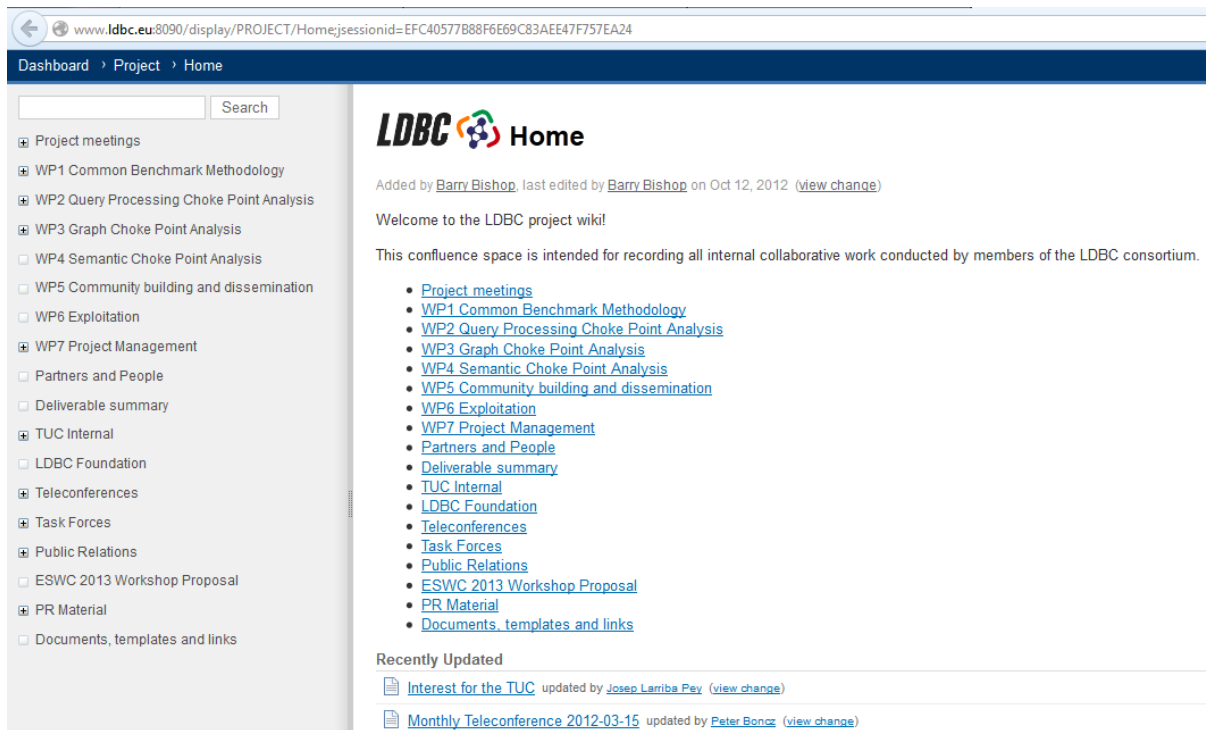 www.ldbc.eu:8090/display/PROJECT/Home;jsessionid=EFC40577B88F6E69C83AEE47F757EA24
Dashboard › Project › Home
Search
Project meetings
WP1 Common Benchmark Methodology
WP2 Query Processing Choke Point Analysis
WP3 Graph Choke Point Analysis
WP4 Semantic Choke Point Analysis
WP5 Community building and dissemination
WP6 Exploitation
WP7 Project Management
Partners and People
Deliverable summary
TUC Internal
LDBC Foundation
Teleconferences
Task Forces
Public Relations
ESWC 2013 Workshop Proposal
PR Material
Documents, templates and links
LDBC Home
Added by Barry Bishop, last edited by Barry Bishop on Oct 12, 2012 (view change)
Welcome to the LDBC project wiki!
This confluence space is intended for recording all internal collaborative work conducted by members of the LDBC consortium.
• Project meetings
• WP1 Common Benchmark Methodology
• WP2 Query Processing Choke Point Analysis
• WP3 Graph Choke Point Analysis
• WP4 Semantic Choke Point Analysis
• WP5 Community building and dissemination
• WP6 Exploitation
• WP7 Project Management
• Partners and People
• Deliverable summary
• TUC Internal
• LDBC Foundation
• Teleconferences
• Task Forces
• Public Relations
• ESWC 2013 Workshop Proposal
• PR Material
• Documents, templates and links
Recently Updated
Interest for the TUC updated by Josep Larriba Pey (view change)
Monthly Teleconference 2012-03-15 updated by Peter Boncz (view change)